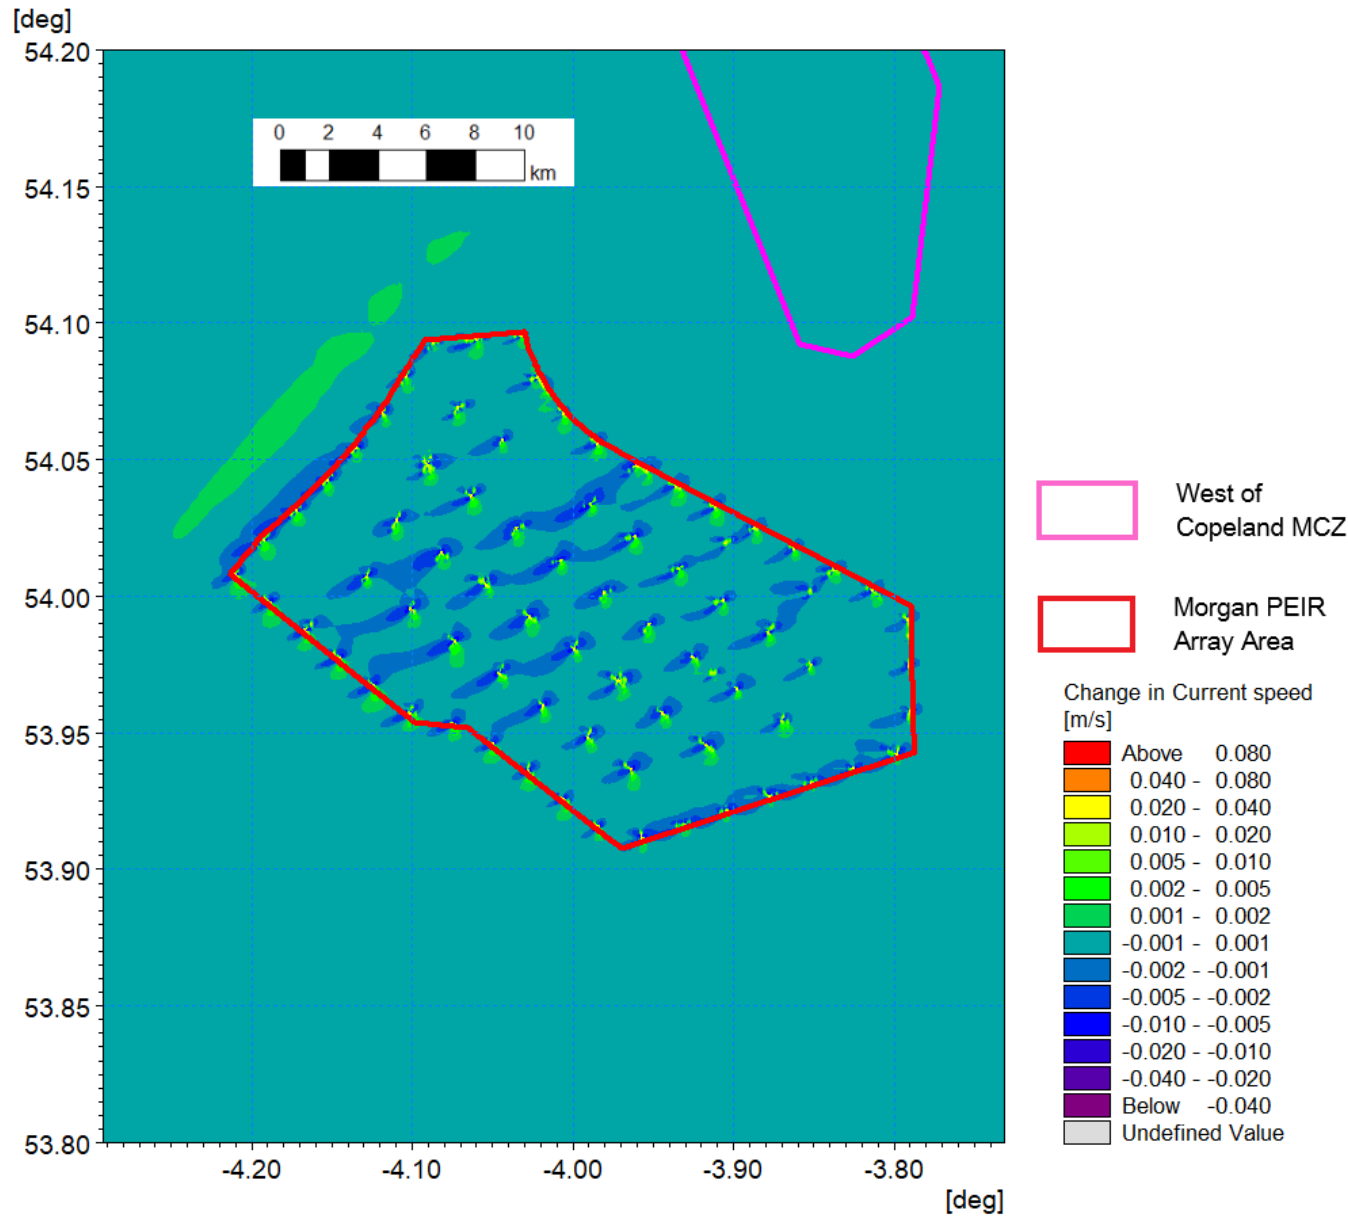 [deg]
54.20
54.15
54.10
54.05
54.00
53.95
53.90
53.85
53.80
0 2 4 6 8 10
km
-4.20 -4.10 -4.00 -3.90 -3.80
[deg]
West of
Copeland MCZ
Morgan PEIR
Array Area
Change in Current speed
[m/s]
Above 0.080
0.040 - 0.080
0.020 - 0.040
0.010 - 0.020
0.005 - 0.010
0.002 - 0.005
0.001 - 0.002
-0.001 - 0.001
-0.002 - -0.001
-0.005 - -0.002
-0.010 - -0.005
-0.020 - -0.010
-0.040 - -0.020
Below -0.040
Undefined Value